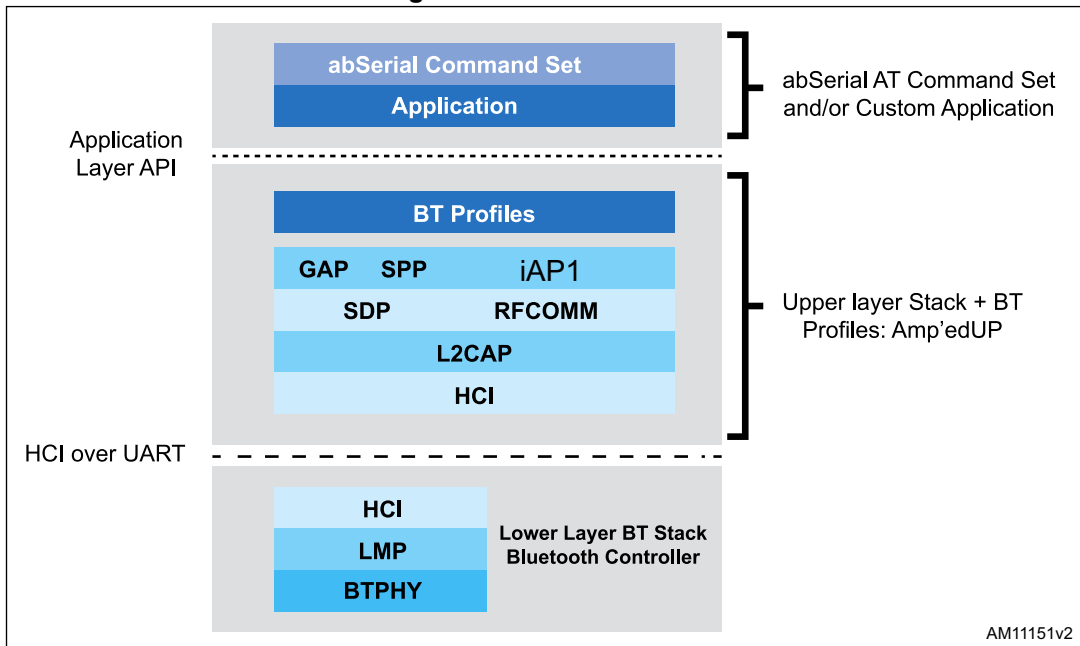 abSerial Command Set
Application
abSerial AT Command Set
and/or Custom Application
Application
Layer API
BT Profiles
GAP SPP iAP1
SDP RFCOMM
L2CAP
HCI
Upper layer Stack + BT
Profiles: Amp'edUP
HCI over UART
HCI
LMP
BTPHY
Lower Layer BT Stack
Bluetooth Controller
AM11151v2